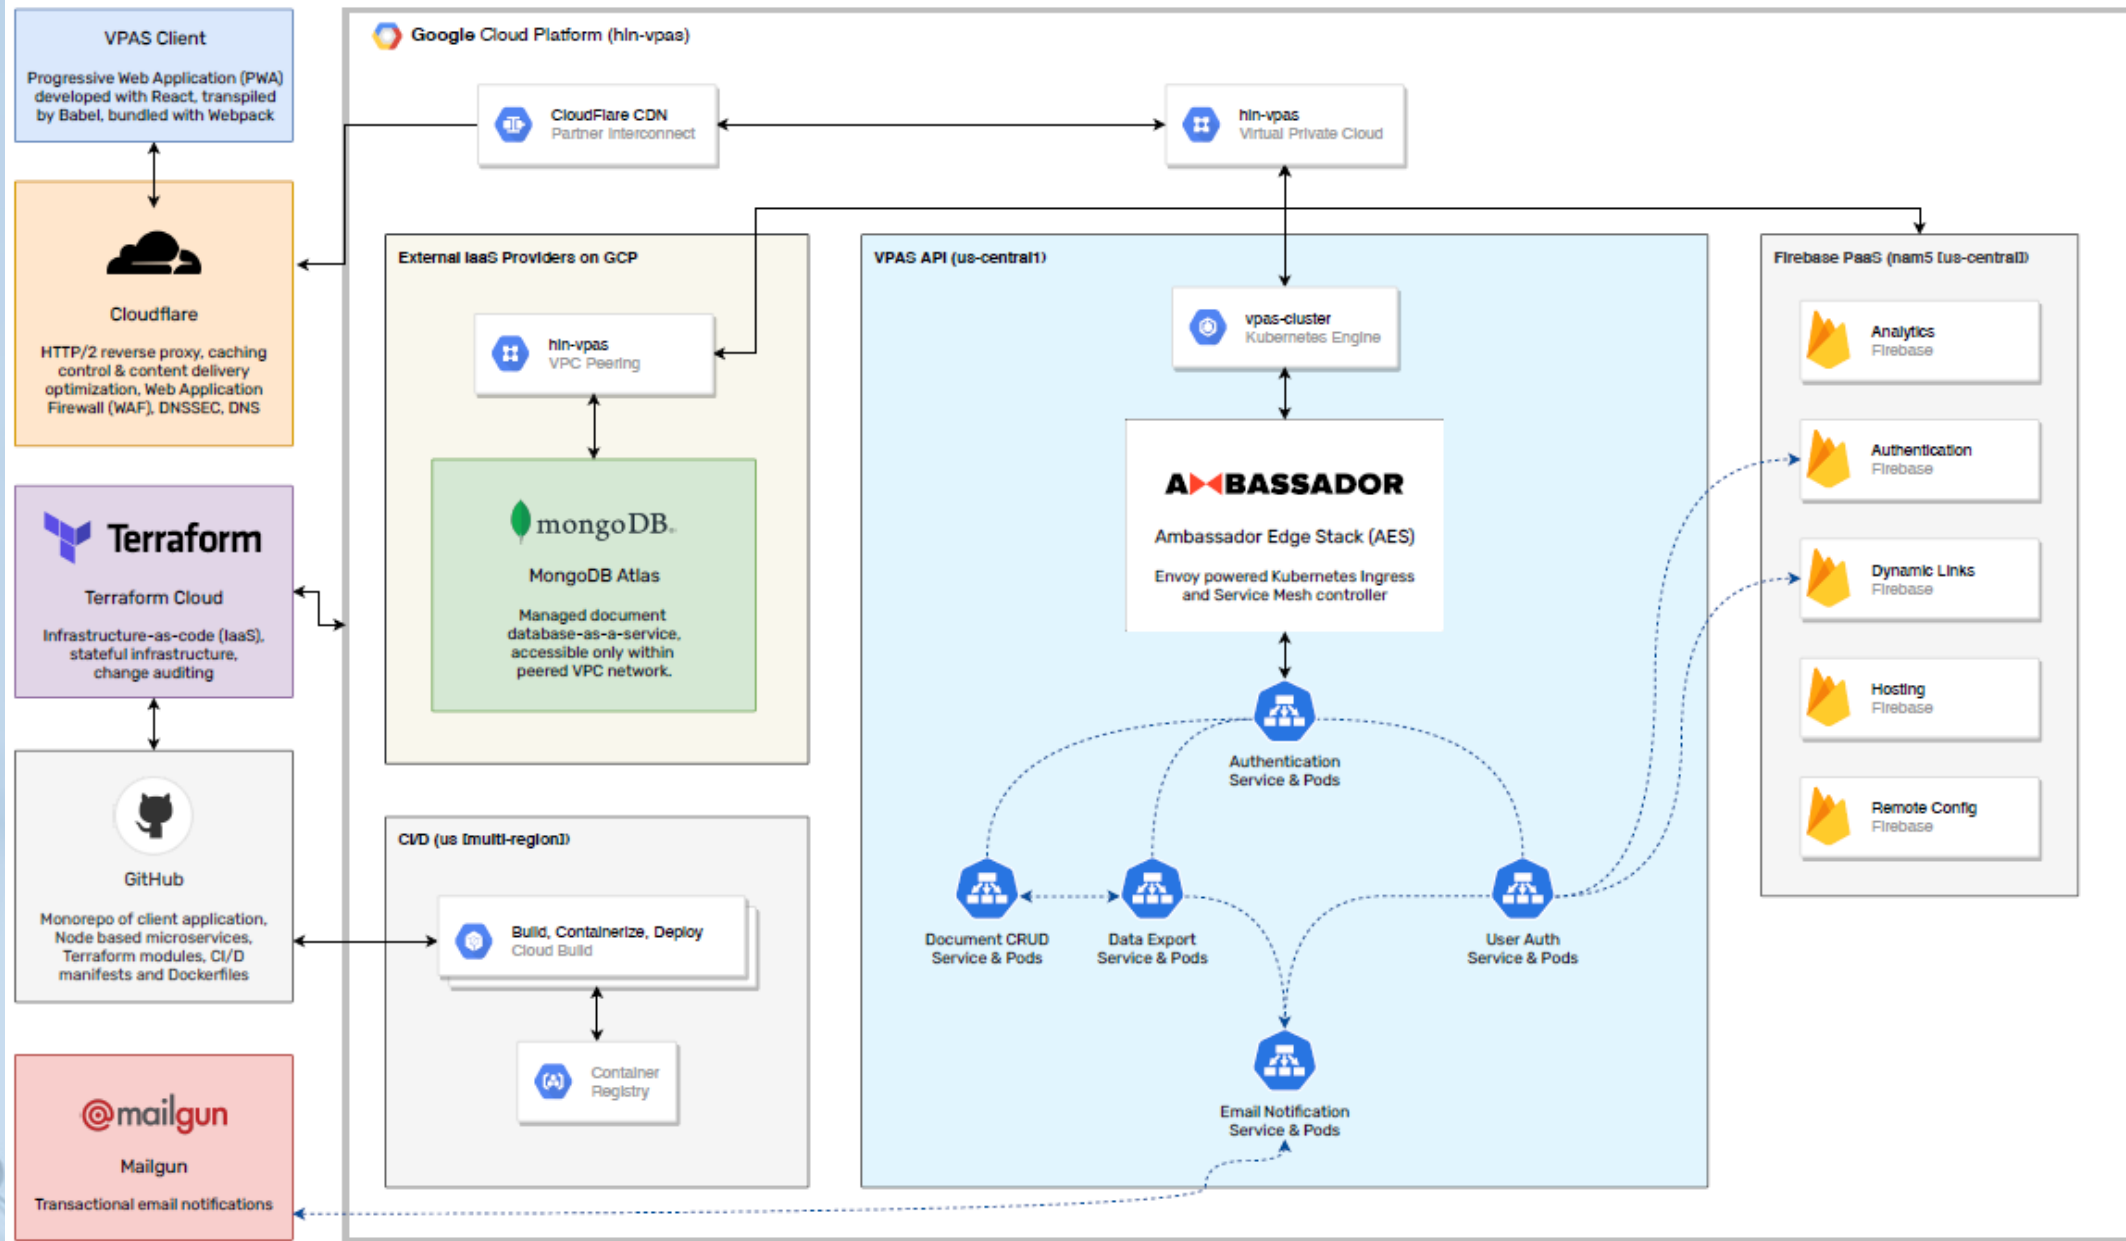 VPAS Client
Progressive Web Application (PWA)
developed with React, transpiled
by Babel, bundled with Webpack
Cloudflare
HTTP/2 reverse proxy, caching
control & content delivery
optimization, Web Application
Firewall (WAF), DNSSEC, DNS
Terraform
Terraform Cloud
Infrastructure-as-code (IaaS),
stateful infrastructure,
change auditing
GitHub
Monorepo of client application,
Node based microservices,
Terraform modules, CI/D
manifests and Dockerfiles
@mailgun
Mailgun
Transactional email notifications
Google Cloud Platform (hln-vpas)
CloudFlare CDN
Partner Interconnect
hln-vpas
Virtual Private Cloud
External IaaS Providers on GCP
hln-vpas
VPC Peering
mongoDB.
MongoDB Atlas
Managed document
database-as-a-service,
accessible only within
peered VPC network.
CI/D (us [multi-region])
Build, Containerize, Deploy
Cloud Build
Container
Registry
VPAS API (us-central1)
vpas-cluster
Kubernetes Engine
AMBASSADOR
Ambassador Edge Stack (AES)
Envoy powered Kubernetes Ingress
and Service Mesh controller
Authentication
Service & Pods
Document CRUD
Service & Pods
Data Export
Service & Pods
User Auth
Service & Pods
Email Notification
Service & Pods
Firebase PaaS (nam5 [us-central])
Analytics
Firebase
Authentication
Firebase
Dynamic Links
Firebase
Hosting
Firebase
Remote Config
Firebase